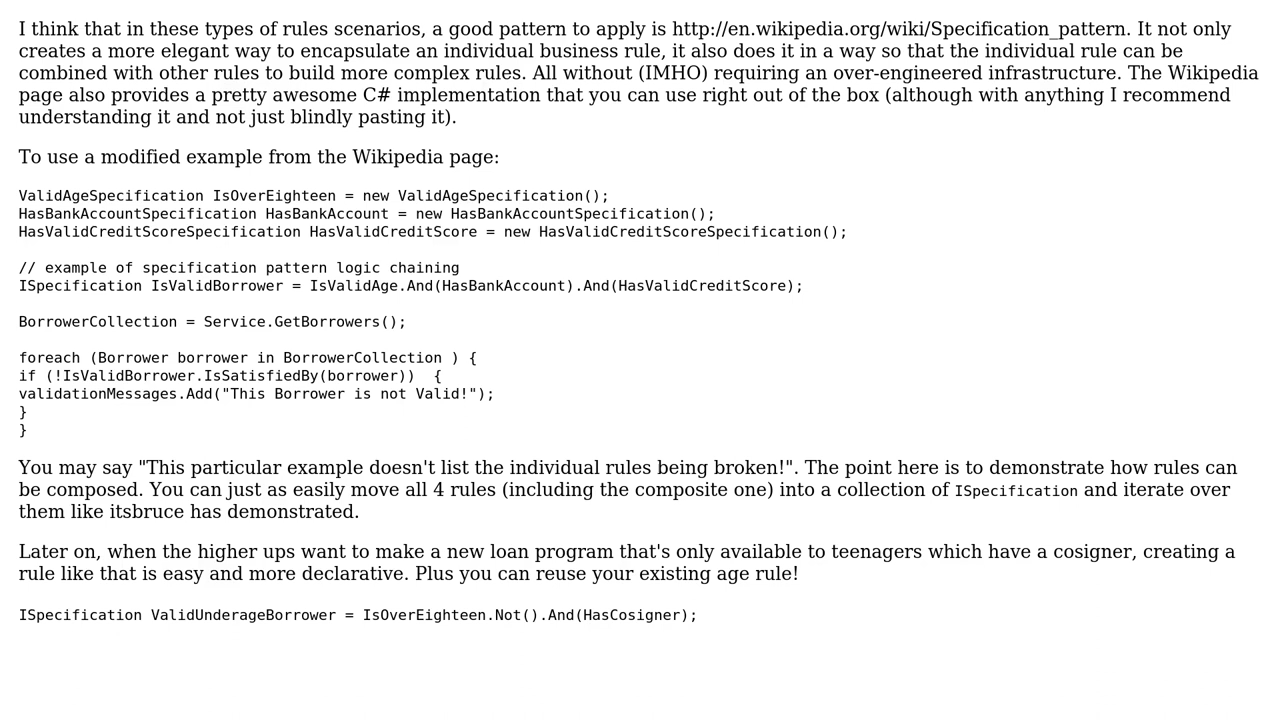 I think that in these types of rules scenarios, a good pattern to apply is http://en.wikipedia.org/wiki/Specification_pattern. It not only
creates a more elegant way to encapsulate an individual business rule, it also does it in a way so that the individual rule can be
combined with other rules to build more complex rules. All without (IMHO) requiring an over-engineered infrastructure. The Wikipedia
page also provides a pretty awesome C# implementation that you can use right out of the box (although with anything I recommend
understanding it and not just blindly pasting it).
To use a modified example from the Wikipedia page:
ValidAgeSpecification IsOverEighteen = new ValidAgeSpecification();
HasBankAccountSpecification HasBankAccount = new HasBankAccountSpecification();
HasValidCreditScoreSpecification HasValidCreditScore = new HasValidCreditScoreSpecification();
// example of specification pattern logic chaining
ISpecification IsValidBorrower = IsValidAge.And(HasBankAccount).And(HasValidCreditScore);
BorrowerCollection = Service.GetBorrowers();
foreach (Borrower borrower in BorrowerCollection ) {
if (!IsValidBorrower.IsSatisfiedBy(borrower))  {
validationMessages.Add("This Borrower is not Valid!");
}
}
You may say "This particular example doesn't list the individual rules being broken!". The point here is to demonstrate how rules can
be composed. You can just as easily move all 4 rules (including the composite one) into a collection of ISpecification and iterate over
them like itsbruce has demonstrated.
Later on, when the higher ups want to make a new loan program that's only available to teenagers which have a cosigner, creating a
rule like that is easy and more declarative. Plus you can reuse your existing age rule!
ISpecification ValidUnderageBorrower = IsOverEighteen.Not().And(HasCosigner);